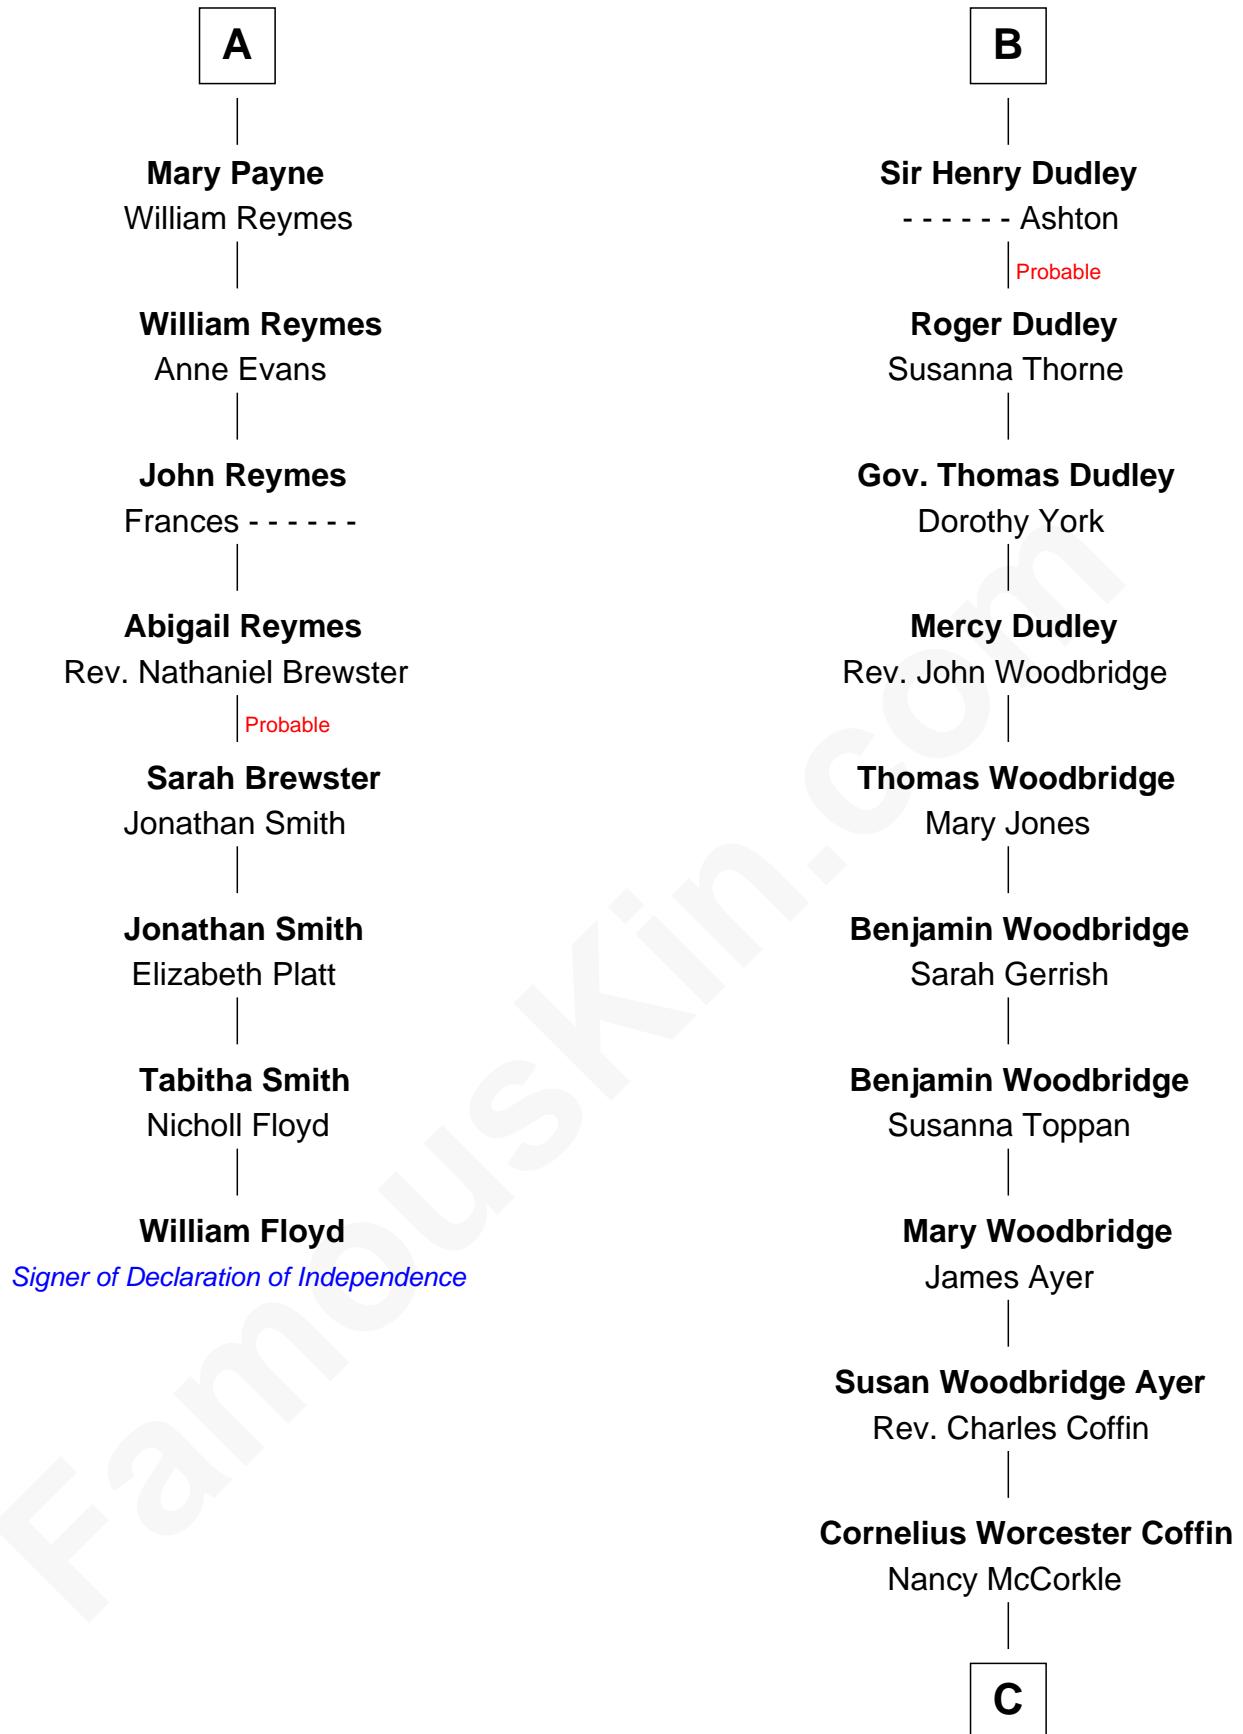 A
Mary Payne
William Reymes
William Reymes
Anne Evans
John Reymes
Frances - - - - - -
Abigail Reymes
Rev. Nathaniel Brewster
Probable
Sarah Brewster
Jonathan Smith
Jonathan Smith
Elizabeth Platt
Tabitha Smith
Nicholl Floyd
William Floyd
Signer of Declaration of Independence
B
Sir Henry Dudley
- - - - - - Ashton
Probable
Roger Dudley
Susanna Thorne
Gov. Thomas Dudley
Dorothy York
Mercy Dudley
Rev. John Woodbridge
Thomas Woodbridge
Mary Jones
Benjamin Woodbridge
Sarah Gerrish
Benjamin Woodbridge
Susanna Toppan
Mary Woodbridge
James Ayer
Susan Woodbridge Ayer
Rev. Charles Coffin
Cornelius Worcester Coffin
Nancy McCorkle
C
FamousKin.com